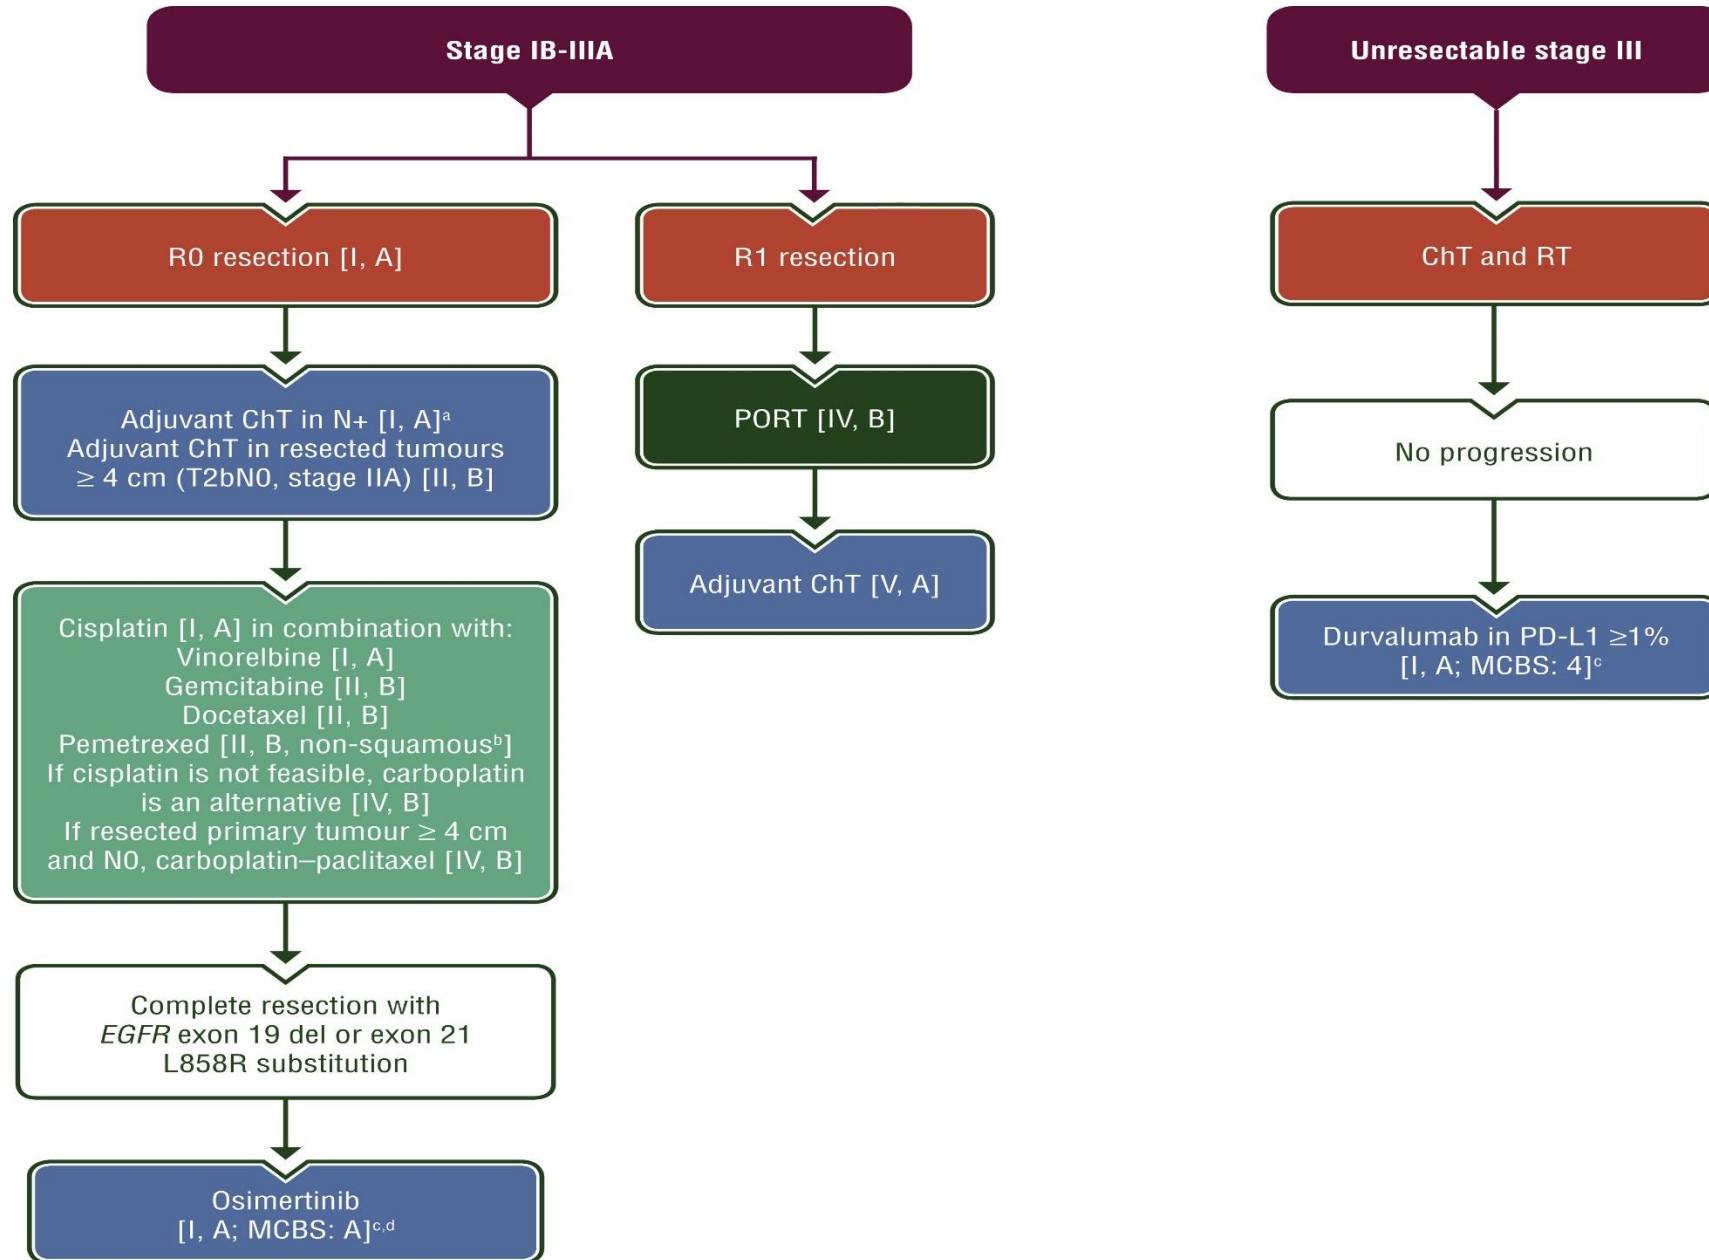 Stage IB-IIIA
R0 resection [I, A]
Adjuvant ChT in N+ [I, A]a
Adjuvant ChT in resected tumours
≥ 4 cm (T2bN0, stage IIA) [II, B]
Cisplatin [I, A] in combination with:
Vinorelbine [I, A]
Gemcitabine [II, B]
Docetaxel [II, B]
Pemetrexed [II, B, non-squamousb]
If cisplatin is not feasible, carboplatin
is an alternative [IV, B]
If resected primary tumour ≥ 4 cm
and N0, carboplatin–paclitaxel [IV, B]
Complete resection with
EGFR exon 19 del or exon 21
L858R substitution
Osimertinib
[I, A; MCBS: A]c,d
R1 resection
PORT [IV, B]
Adjuvant ChT [V, A]
Unresectable stage III
ChT and RT
No progression
Durvalumab in PD-L1 ≥1%
[I, A; MCBS: 4]c